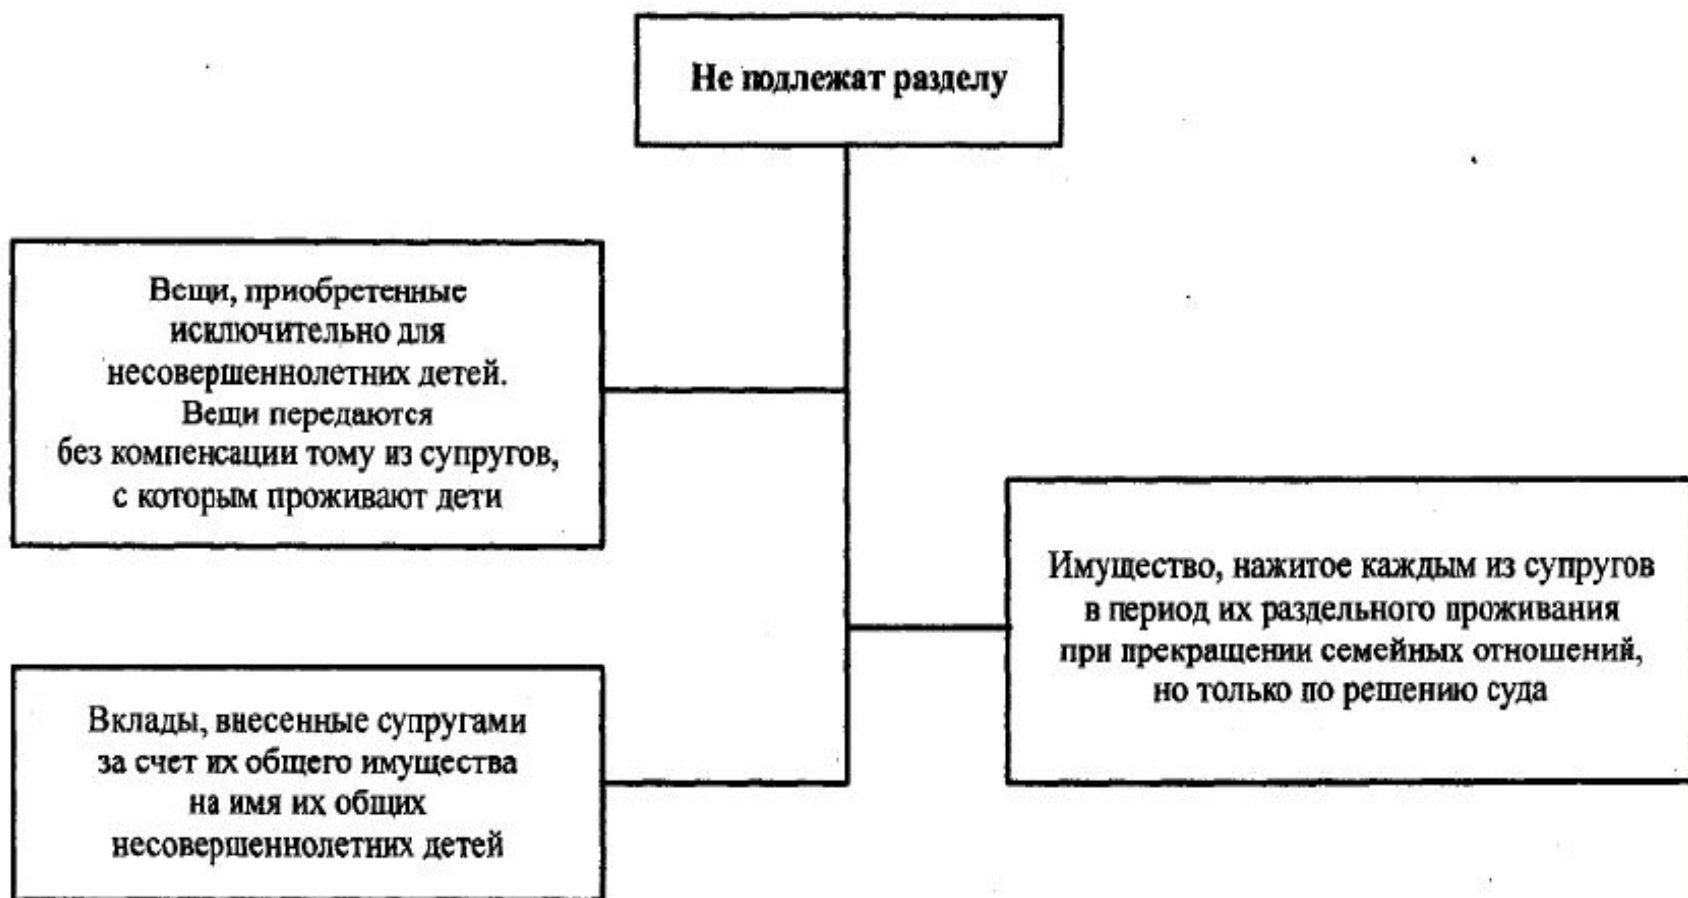 Не подлежат разделу
Вещи, приобретенные
исключительно для
несовершеннолетних детей.
Вещи передаются
без компенсации тому из супругов,
с которым проживают дети
Имущество, нажитое каждым из супругов
в период их раздельного проживания
при прекращении семейных отношений,
но только по решению суда
Вклады, внесенные супругами
за счет их общего имущества
на имя их общих
несовершеннолетних детей